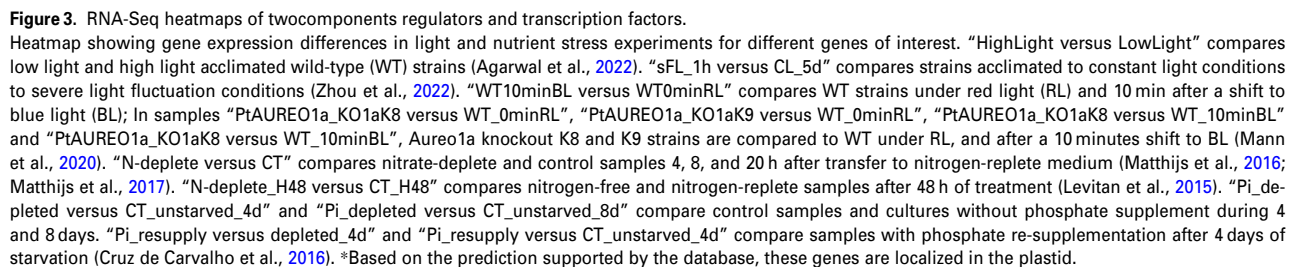 Figure 3. RNA-Seq heatmaps of twocomponents regulators and transcription factors.
Heatmap showing gene expression differences in light and nutrient stress experiments for different genes of interest. “HighLight versus LowLight” compares
low light and high light acclimated wild-type (WT) strains (Agarwal et al., 2022). “sFL_1h versus CL_5d” compares strains acclimated to constant light conditions
to severe light fluctuation conditions (Zhou et al., 2022). “WT10minBL versus WT0minRL” compares WT strains under red light (RL) and 10 min after a shift to
blue light (BL); In samples “PtAUREO1a_KO1aK8 versus WT_0minRL”, “PtAUREO1a_KO1aK9 versus WT_0minRL”, “PtAUREO1a_KO1aK8 versus WT_10minBL”
and “PtAUREO1a_KO1aK8 versus WT_10minBL”, Aureo1a knockout K8 and K9 strains are compared to WT under RL, and after a 10 minutes shift to BL (Mann
et al., 2020). “N-deplete versus CT” compares nitrate-deplete and control samples 4, 8, and 20 h after transfer to nitrogen-replete medium (Matthijs et al., 2016;
Matthijs et al., 2017). “N-deplete_H48 versus CT_H48” compares nitrogen-free and nitrogen-replete samples after 48 h of treatment (Levitan et al., 2015). “Pi_de-
pleted versus CT_unstarved_4d” and “Pi_depleted versus CT_unstarved_8d” compare control samples and cultures without phosphate supplement during 4
and 8 days. “Pi_resupply versus depleted_4d” and “Pi_resupply versus CT_unstarved_4d” compare samples with phosphate re-supplementation after 4 days of
starvation (Cruz de Carvalho et al., 2016). *Based on the prediction supported by the database, these genes are localized in the plastid.